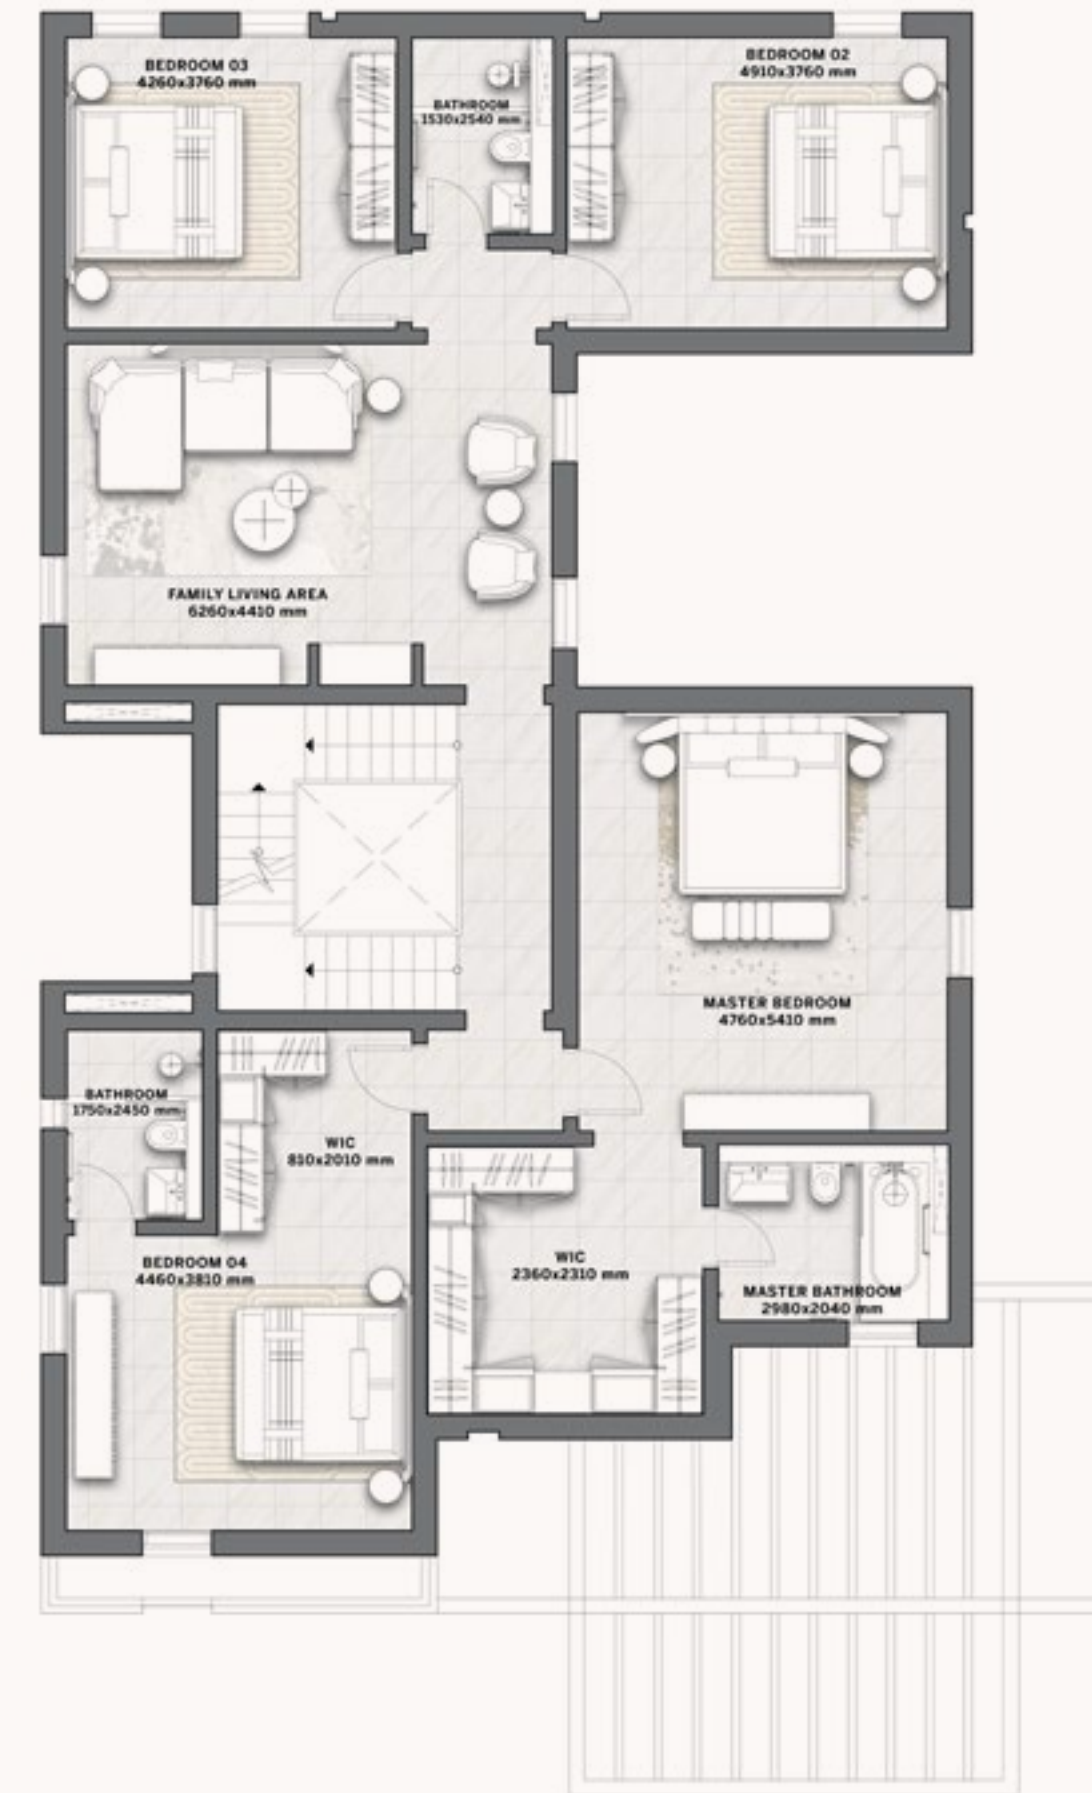 BEDROOM 03
4260x3760 mm
BATHROOM
1530x2540 mm
BEDROOM 02
4910x3760 mm
FAMILY LIVING AREA
6260x4410 mm
MASTER BEDROOM
4760x5410 mm
BATHROOM
1750x2450 mm
WIC
810x2010 mm
BEDROOM 04
4460x3810 mm
WIC
2360x2310 mm
MASTER BATHROOM
2980x2040 mm